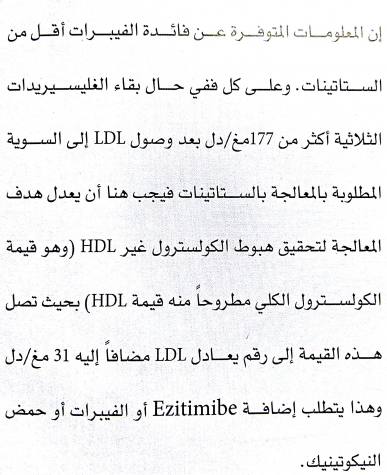 إن المعلومات المتوفرة عن فائدة الفيبرات أقل من
الستاتينات. وعلى كل ففي حال بقاء الغليسيريدات
الثلاثية أكثر من 177مغ/دل بعد وصول LDL إلى السوية
المطلوبة بالمعالجة بالستاتينات فيجب هنا أن يعدل هدف
المعالجة لتحقيق هبوط الكولسترول غير HDL (وهو قيمة
الكولسترول الكلي مطروحاً منه قيمة HDL) بحيث تصل
هذه القيمة إلى رقم يعادل LDL مضافاً إليه 31 مغ/دل
وهذا يتطلب إضافة Ezitimibe أو الفيبرات أو حمض
النيكوتينيك.